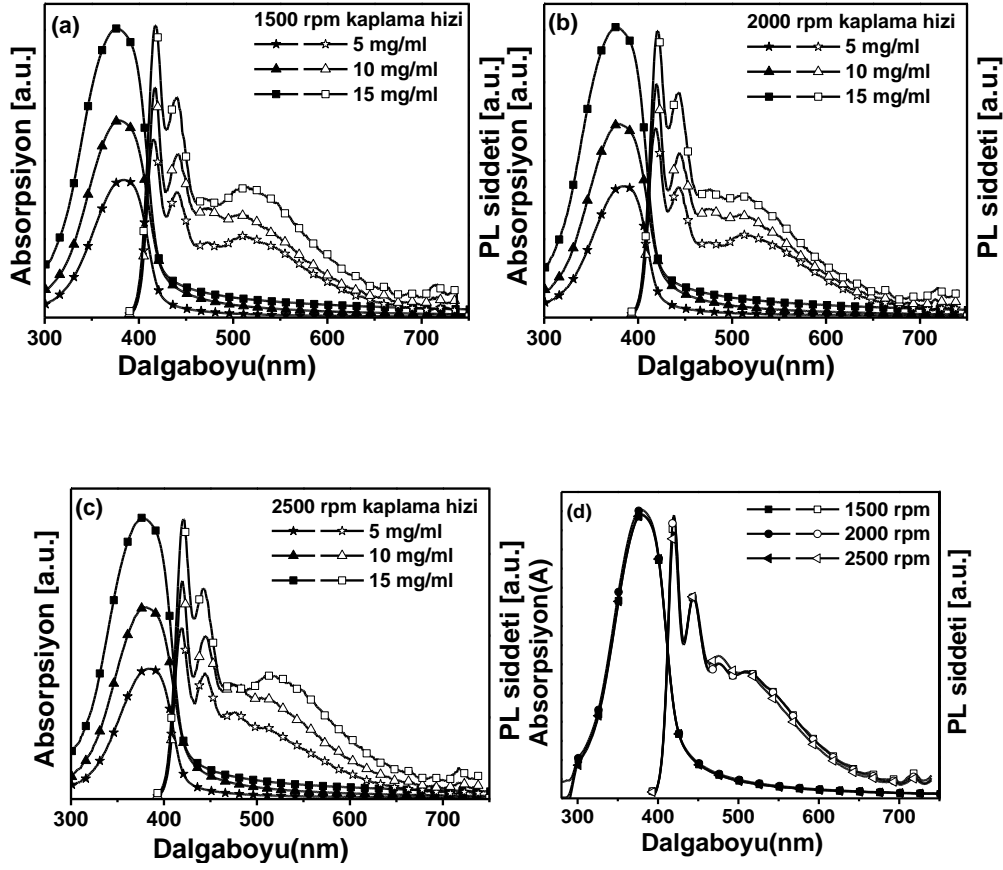 (a)
1500 rpm kaplama hizi
5 mg/ml
10 mg/ml
15 mg/ml
Absorpsiyon [a.u.]
PL siddeti [a.u.]
300 400 500 600 700
Dalgaboyu(nm)
(b)
2000 rpm kaplama hizi
5 mg/ml
10 mg/ml
15 mg/ml
Absorpsiyon [a.u.]
PL siddeti [a.u.]
300 400 500 600 700
Dalgaboyu(nm)
(c)
2500 rpm kaplama hizi
5 mg/ml
10 mg/ml
15 mg/ml
Absorpsiyon [a.u.]
PL siddeti [a.u.]
300 400 500 600 700
Dalgaboyu(nm)
(d)
1500 rpm
2000 rpm
2500 rpm
Absorpsiyon(A)
PL siddeti [a.u.]
300 400 500 600 700
Dalgaboyu(nm)